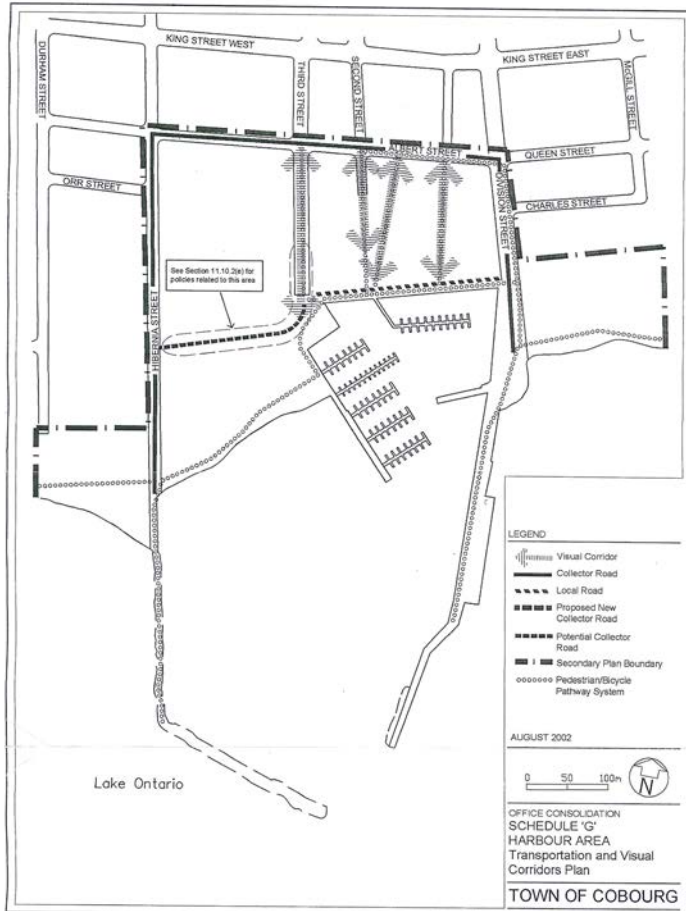 DURHAM STREET
KING STREET WEST
THIRD STREET
SECOND STREET
KING STREET EAST
McGILL STREET
ALBERT STREET
QUEEN STREET
ORR STREET
DIVISION STREET
CHARLES STREET
See Section 11.10.2(e) for
policies related to this area
HIBERNIA STREET
LEGEND
Visual Corridor
Collector Road
Local Road
Proposed New
Collector Road
Potential Collector
Road
Secondary Plan Boundary
Pedestrian/Bicycle
Pathway System
AUGUST 2002
0 50 100m
N
Lake Ontario
OFFICE CONSOLIDATION
SCHEDULE 'G'
HARBOUR AREA
Transportation and Visual
Corridors Plan
TOWN OF COBOURG